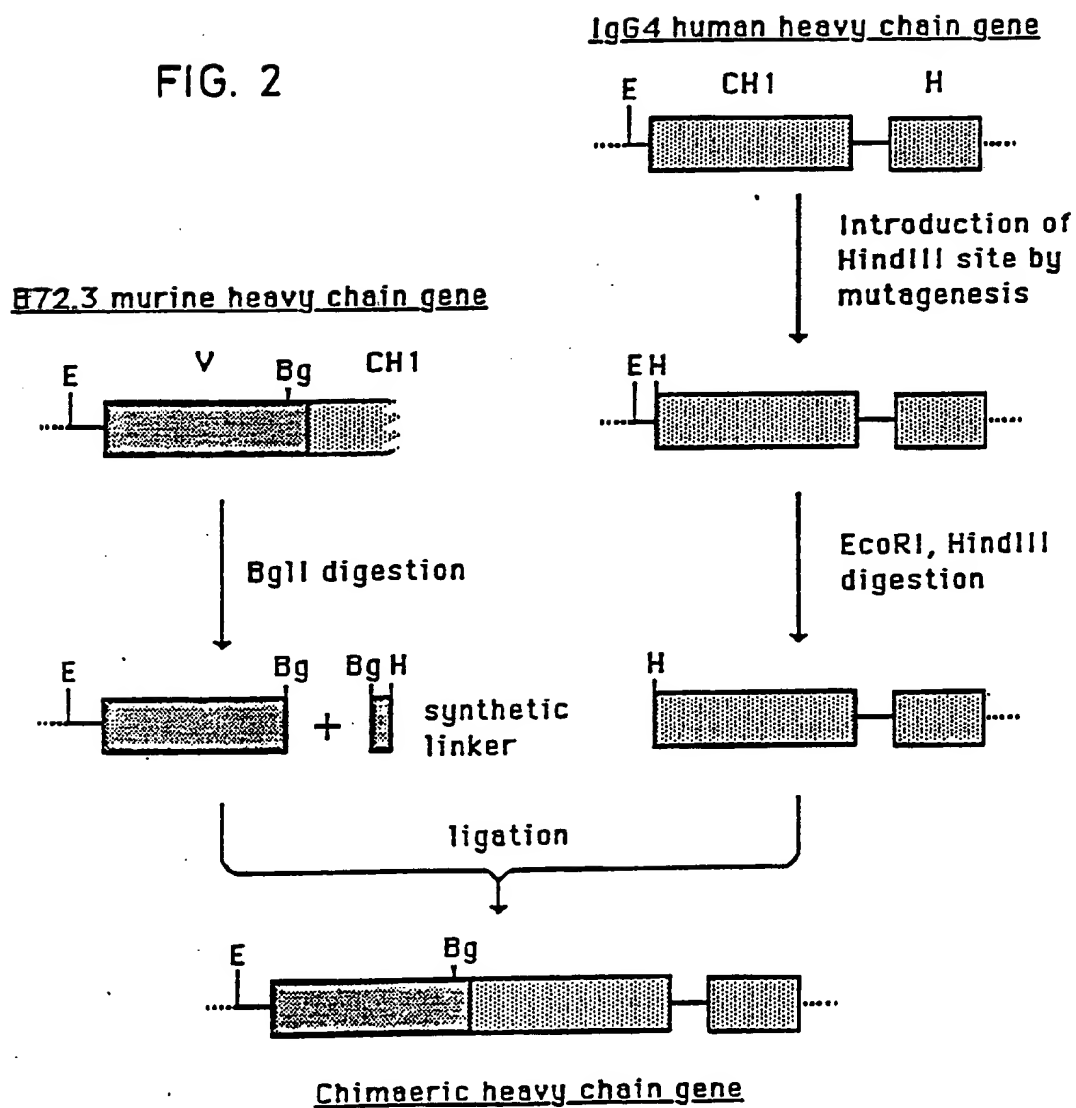 FIG. 2
IgG4 human heavy chain gene
E CH1 H
Introduction of
HindIII site by
mutagenesis
B72.3 murine heavy chain gene
E V Bg CH1
E H
BglI digestion
EcoRI, HindIII
digestion
E Bg Bg H
+
synthetic
linker
H
ligation
E Bg
Chimaeric heavy chain gene